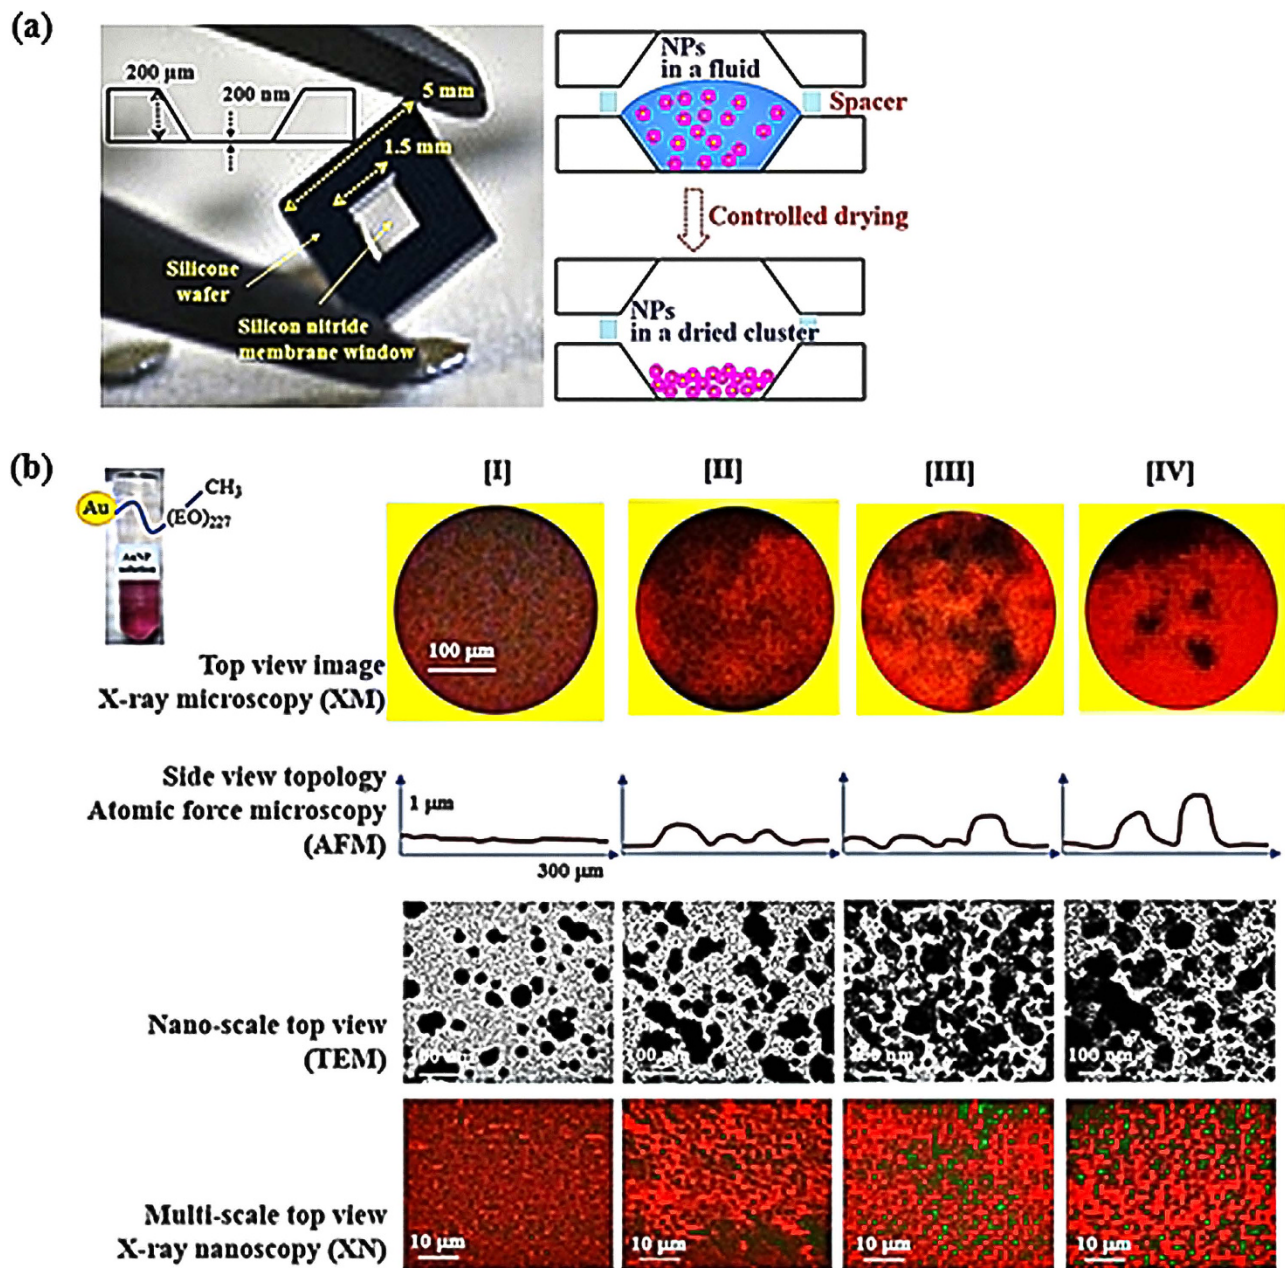 (a)
200 μm
200 nm
5 mm
1.5 mm
Silicone
wafer
Silicon nitride
membrane window
NPs
in a fluid
Spacer
Controlled drying
NPs
in a dried cluster
(b)
[I]
[II]
[III]
[IV]
Au
CH3
(EO)227
AuNP
solution
100 μm
Top view image
X-ray microscopy (XM)
Side view topology
Atomic force microscopy
(AFM)
1 μm
300 μm
Nano-scale top view
(TEM)
100 nm
100 nm
100 nm
100 nm
Multi-scale top view
X-ray nanoscopy (XN)
10 μm
10 μm
10 μm
10 μm